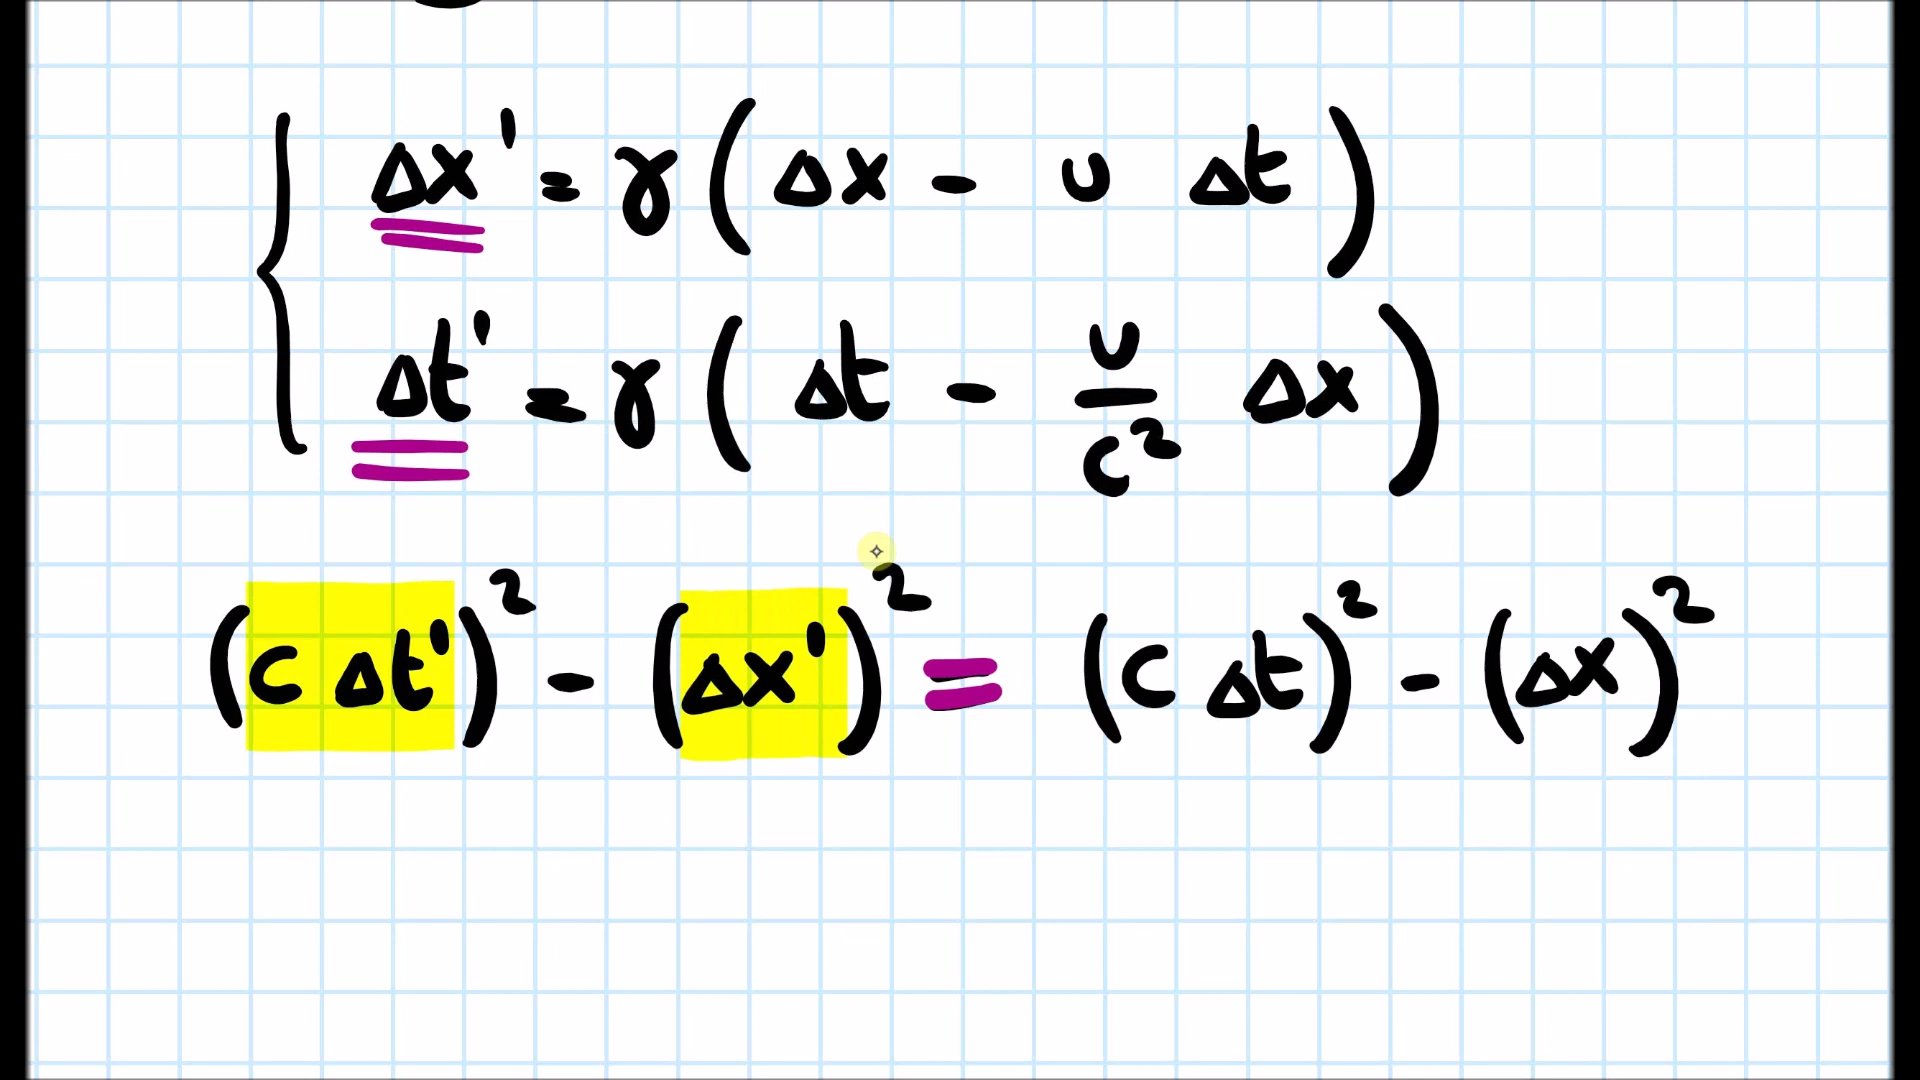 Δx' = γ(Δx - u Δt)
Δt' = γ(Δt - u/c² Δx)
(c Δt')² - (Δx')² = (c Δt)² - (Δx)²